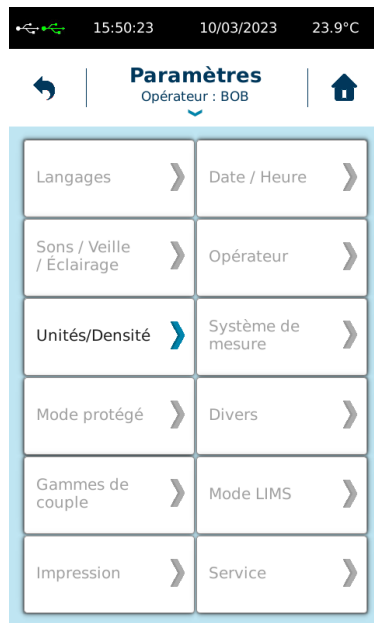 15:50:23 10/03/2023 23.9°C
Paramètres
Opérateur : BOB
Langages
Date / Heure
Sons / Veille
/ Éclairage
Opérateur
Unités/Densité
Système de
mesure
Mode protégé
Divers
Gammes de
couple
Mode LIMS
Impression
Service